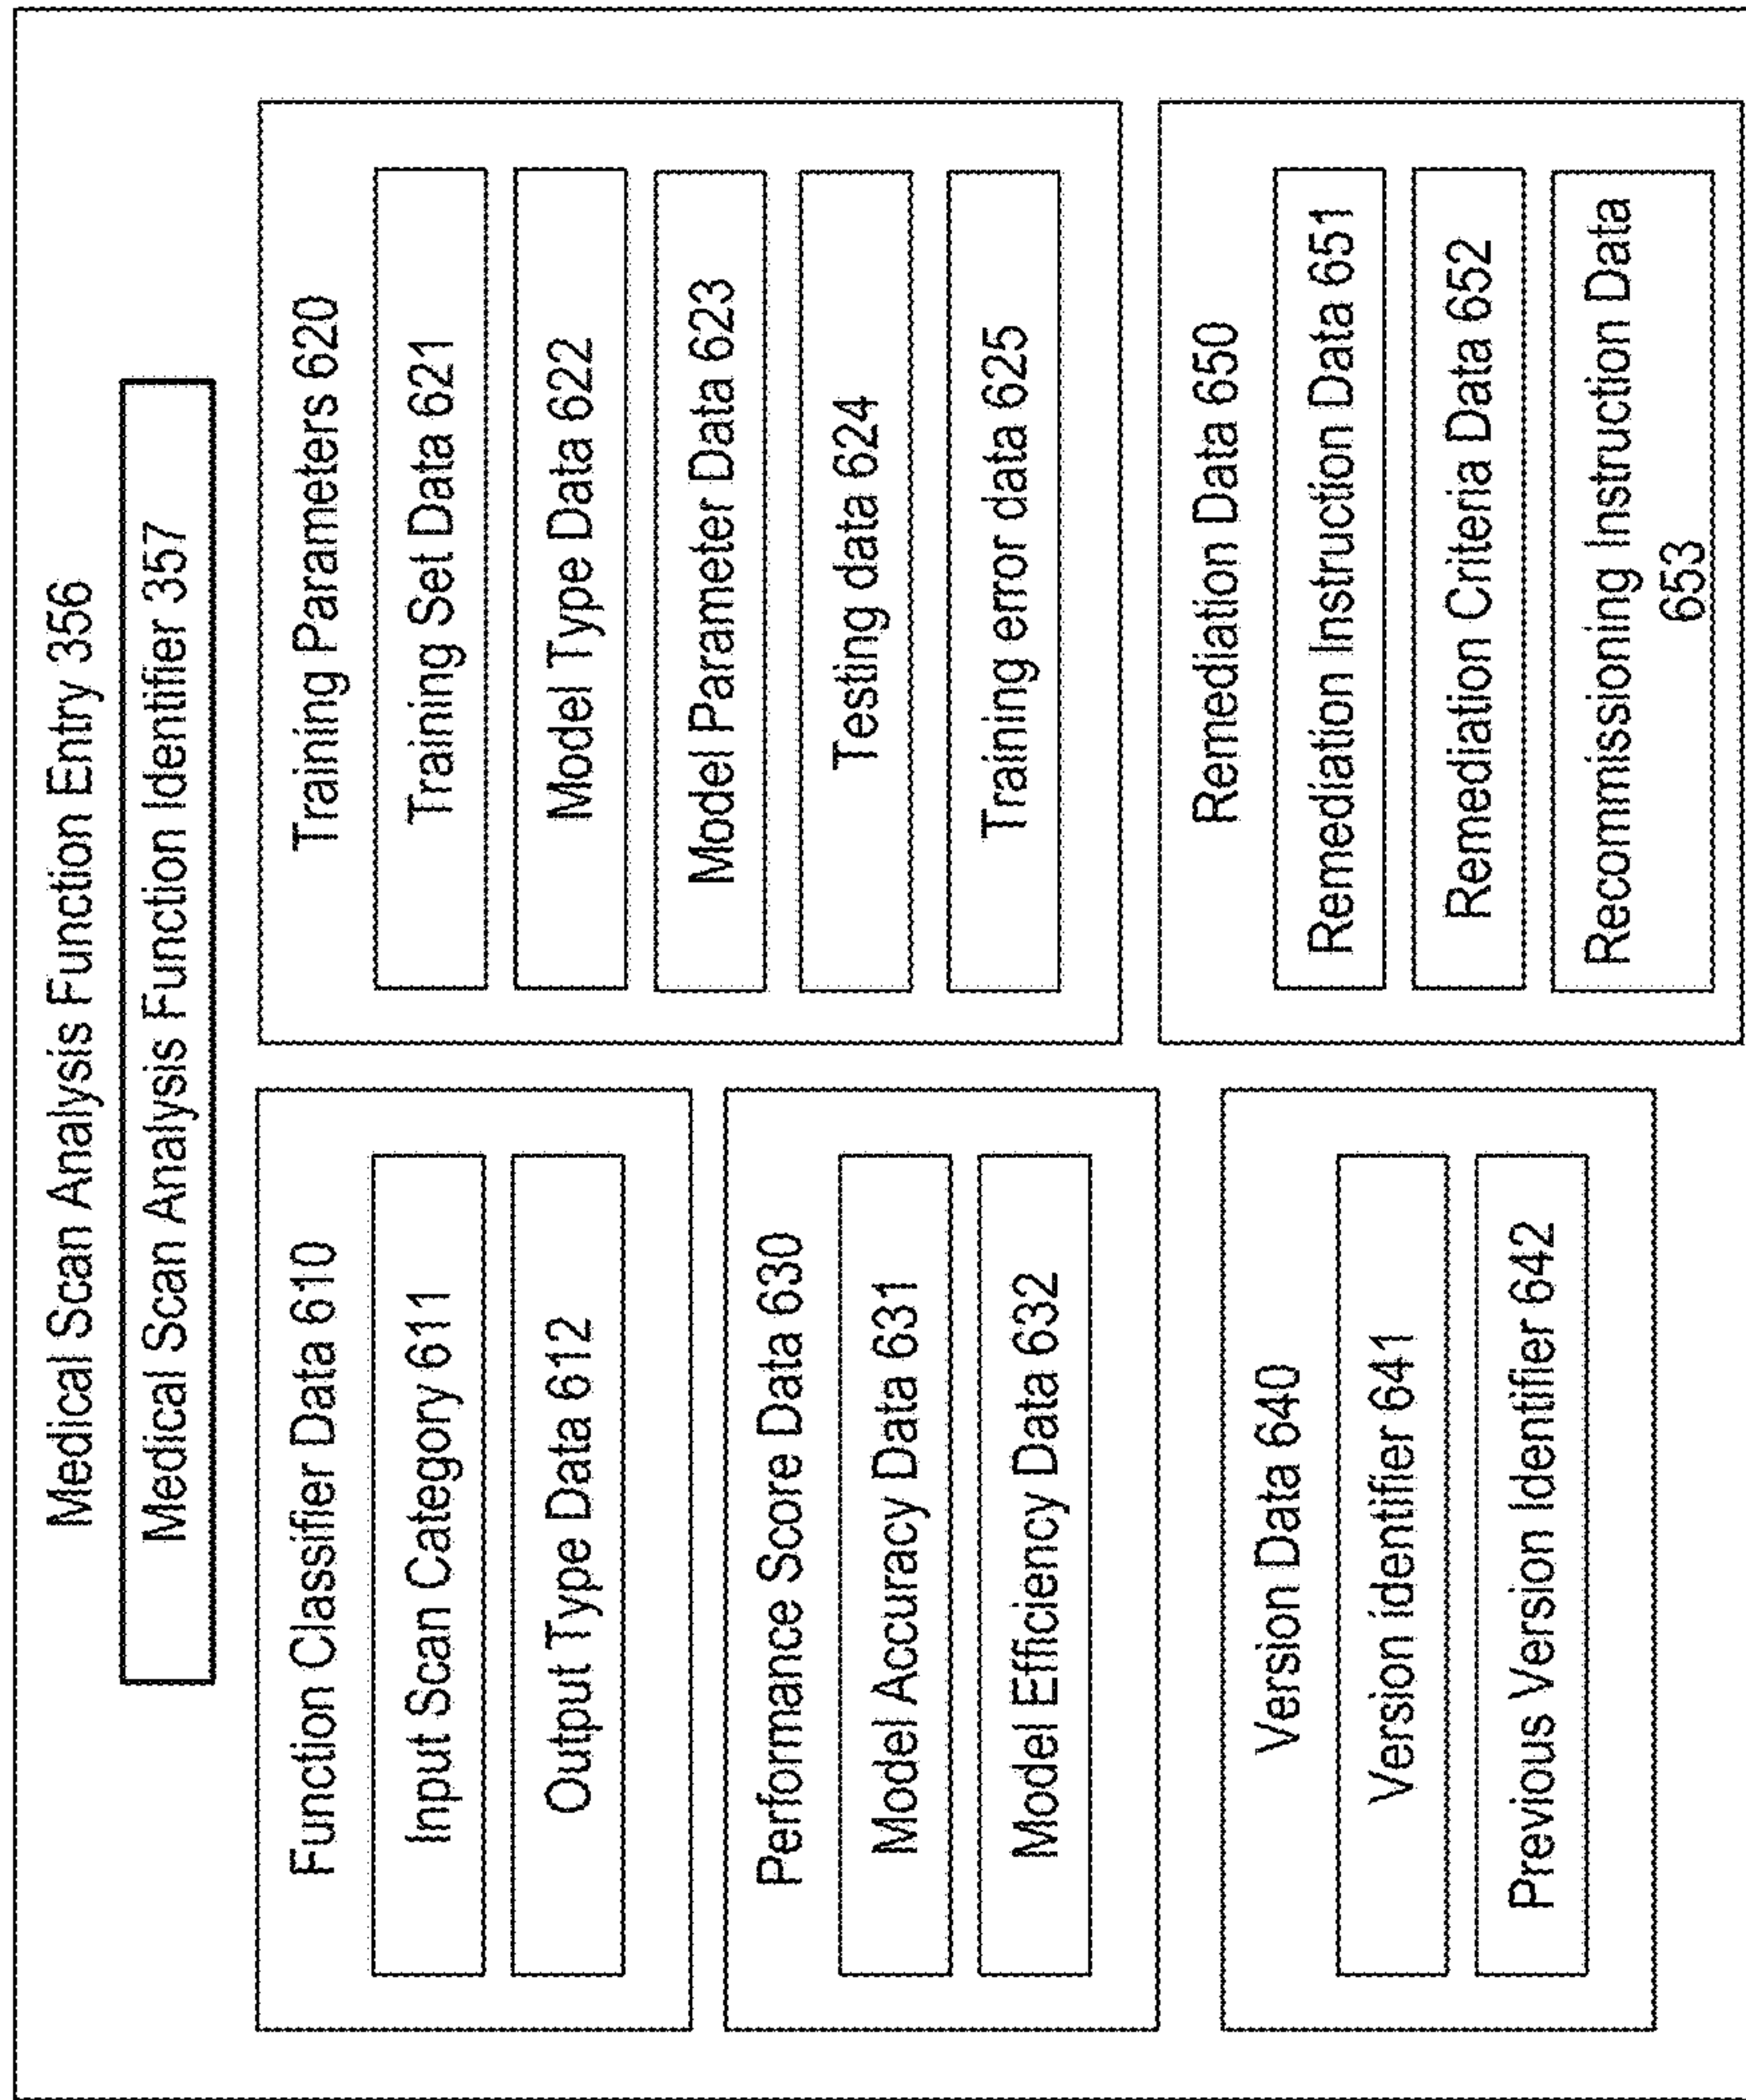 Medical Scan Analysis Function Entry 356
Medical Scan Analysis Function Identifier 357
Function Classifier Data 610
Input Scan Category 611
Output Type Data 612
Performance Score Data 630
Model Accuracy Data 631
Model Efficiency Data 632
Version Data 640
Version identifier 641
Previous Version Identifier 642
Training Parameters 620
Training Set Data 621
Model Type Data 622
Model Parameter Data 623
Testing data 624
Training error data 625
Remediation Data 650
Remediation Instruction Data 651
Remediation Criteria Data 652
Recommissioning Instruction Data
653